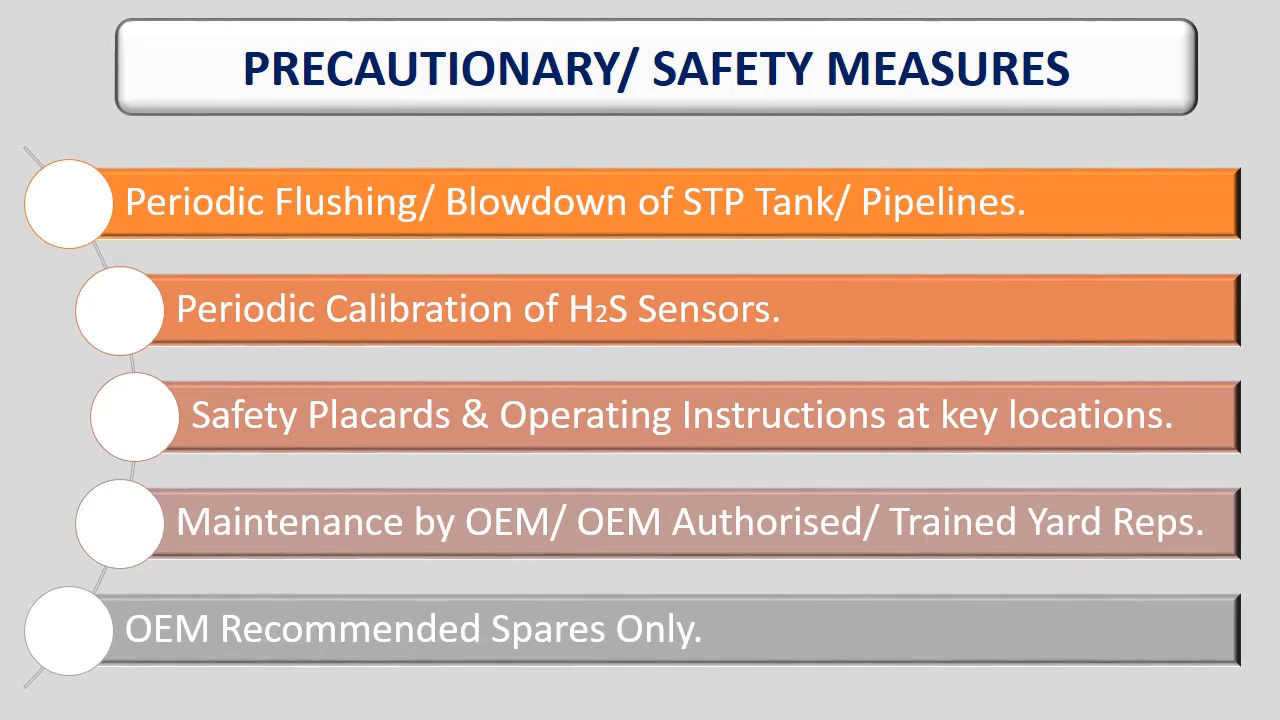 PRECAUTIONARY/ SAFETY MEASURES
Periodic Flushing/ Blowdown of STP Tank/ Pipelines.
Periodic Calibration of H₂S Sensors.
Safety Placards & Operating Instructions at key locations.
Maintenance by OEM/ OEM Authorised/ Trained Yard Reps.
OEM Recommended Spares Only.